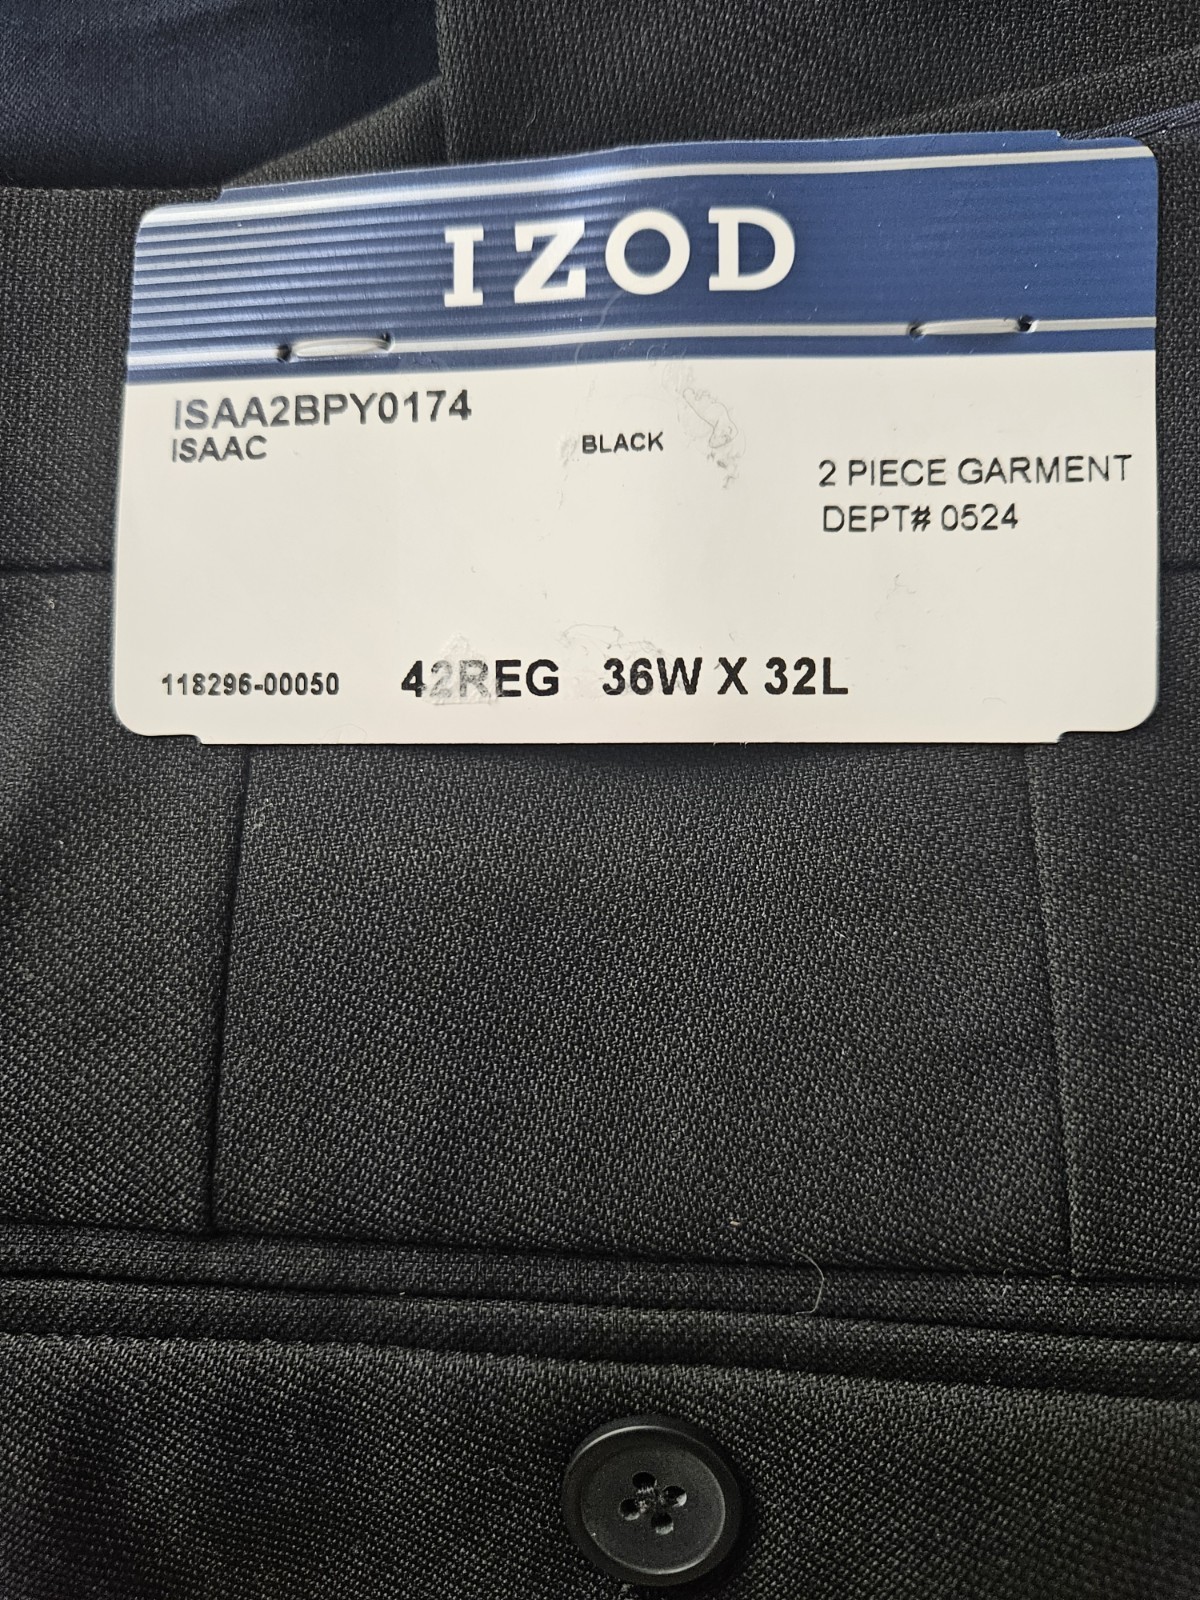 IZOD
ISAA2BPY0174
ISAAC
BLACK
2 PIECE GARMENT
DEPT# 0524
118296-00050 42REG 36W X 32L